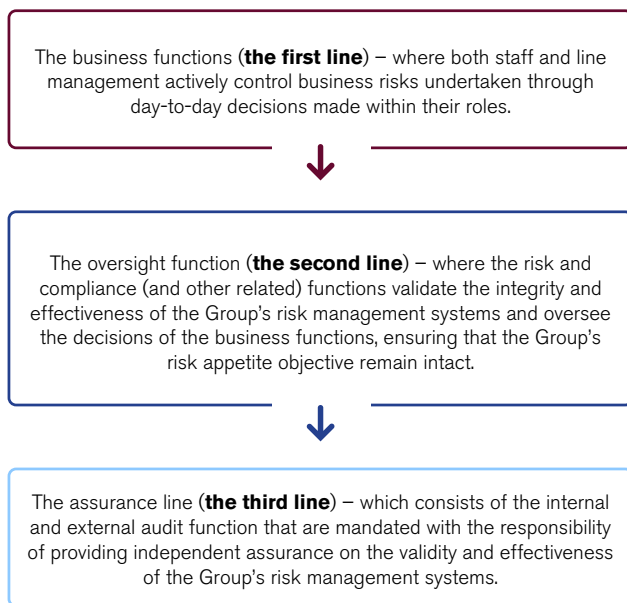 The business functions (the first line) – where both staff and line
management actively control business risks undertaken through
day-to-day decisions made within their roles.
The oversight function (the second line) – where the risk and
compliance (and other related) functions validate the integrity and
effectiveness of the Group’s risk management systems and oversee
the decisions of the business functions, ensuring that the Group’s
risk appetite objective remain intact.
The assurance line (the third line) – which consists of the internal
and external audit function that are mandated with the responsibility
of providing independent assurance on the validity and effectiveness
of the Group’s risk management systems.